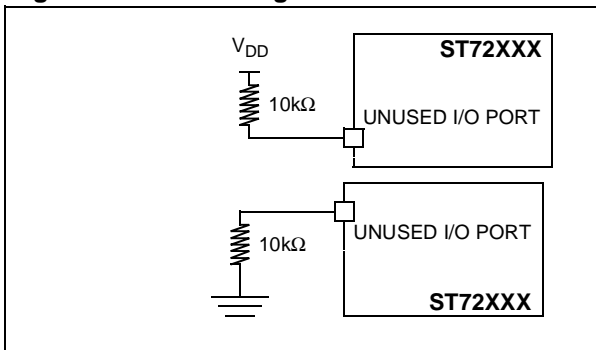 V_DD
ST72XXX
10kΩ
UNUSED I/O PORT
UNUSED I/O PORT
10kΩ
ST72XXX